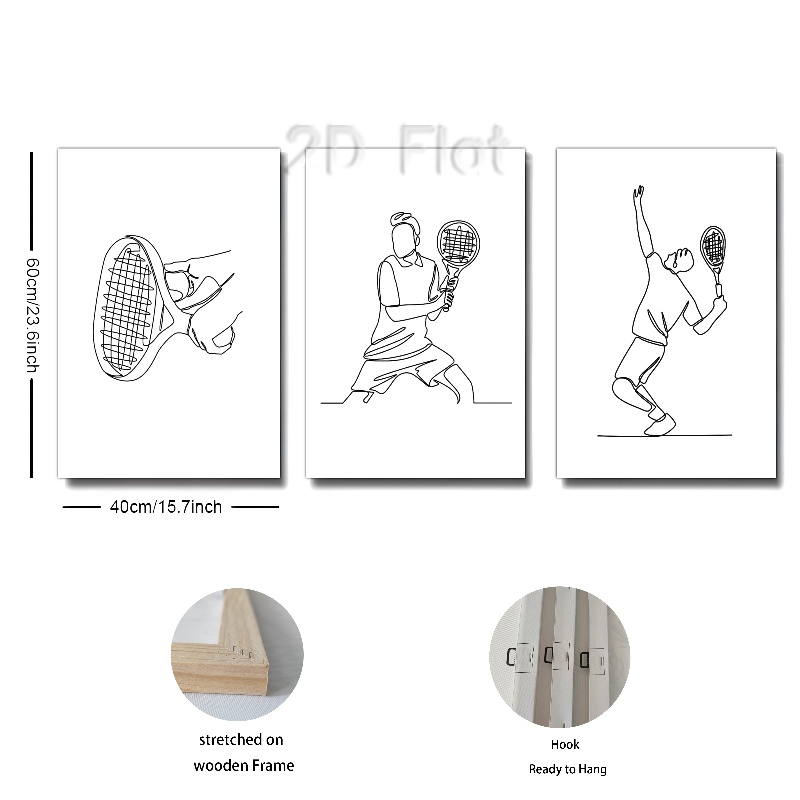 2D Flat
60cm/23.6inch
40cm/15.7inch
stretched on
wooden Frame
Hook
Ready to Hang